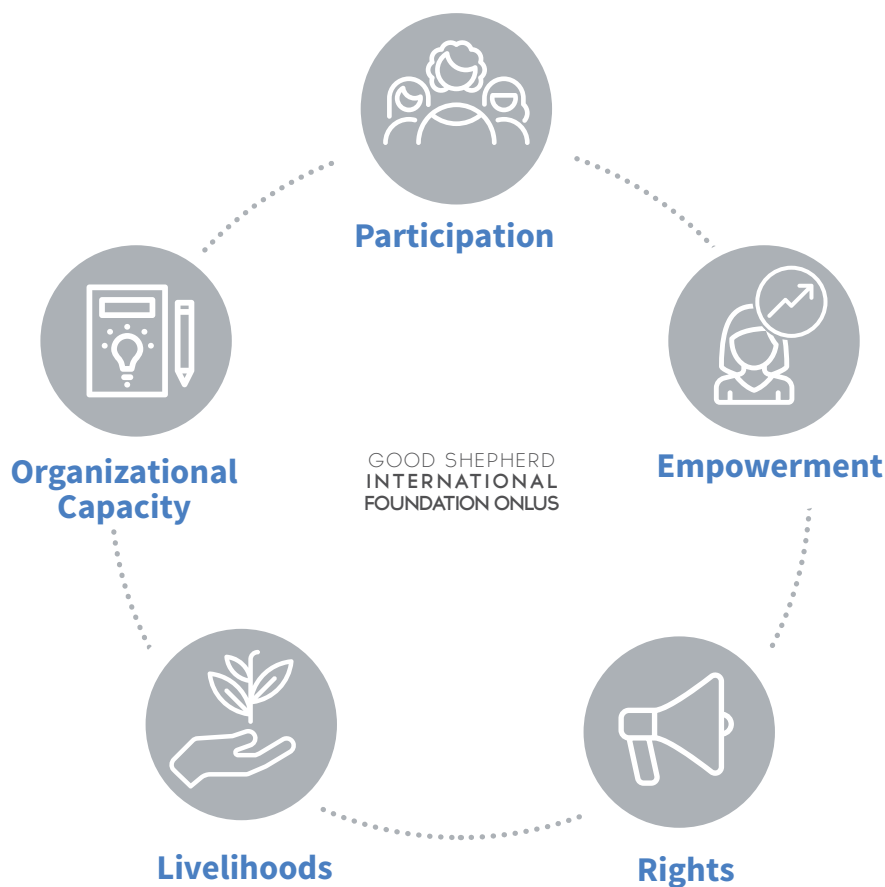 Participation
Empowerment
Organizational
Capacity
GOOD SHEPHERD
INTERNATIONAL
FOUNDATION ONLUS
Livelihoods
Rights